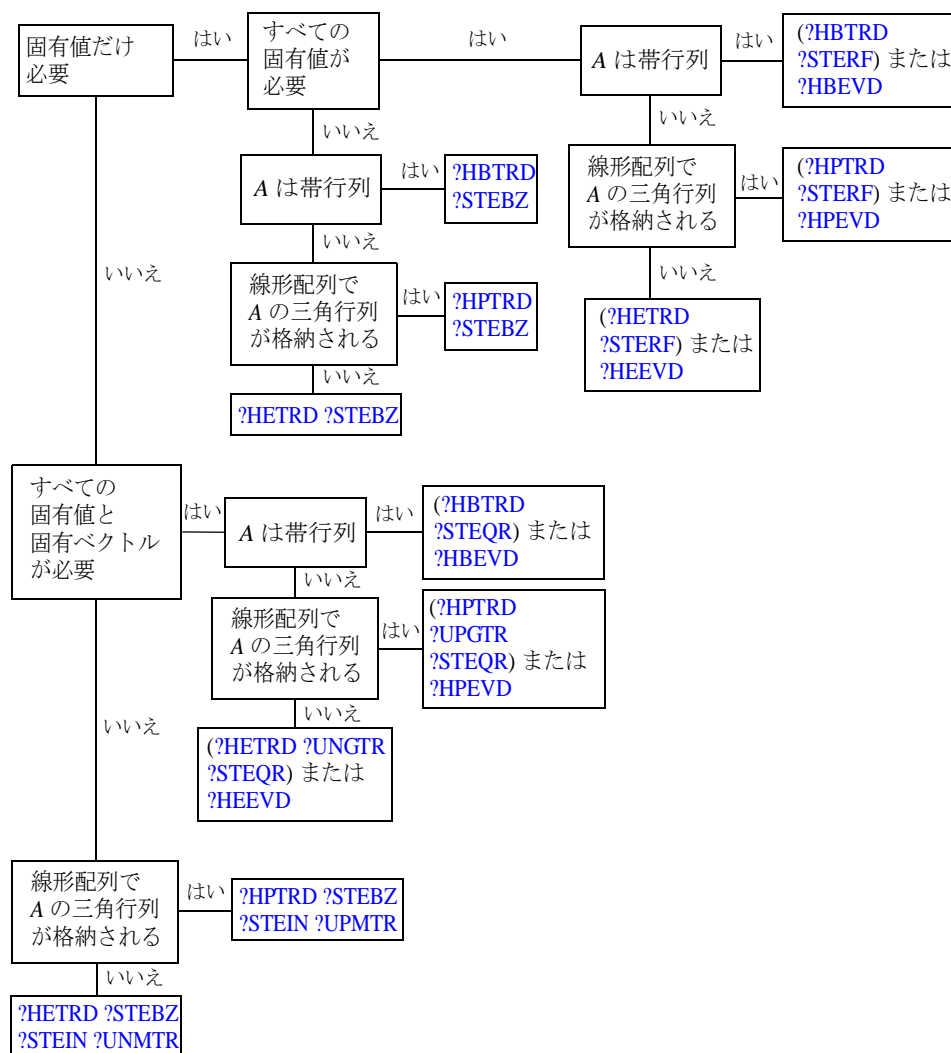 固有値だけ
必要
はい
すべての
固有値が
必要
はい
A は帯行列
はい
(?HBTRD
?STERF) または
?HBEVD
いいえ
A は帯行列
はい
?HBTRD
?STEBZ
いいえ
線形配列で
A の三角行列
が格納される
はい
(?HPTRD
?STERF) または
?HPEVD
いいえ
線形配列で
A の三角行列
が格納される
はい
?HPTRD
?STEBZ
いいえ
(?HETRD
?STERF) または
?HEEVD
いいえ
?HETRD ?STEBZ
いいえ
すべての
固有値と
固有ベクトル
が必要
はい
A は帯行列
はい
(?HBTRD
?STEQR) または
?HBEVD
いいえ
線形配列で
A の三角行列
が格納される
はい
(?HPTRD
?UPGTR
?STEQR) または
?HPEVD
いいえ
(?HETRD ?UNGTR
?STEQR) または
?HEEVD
いいえ
線形配列で
A の三角行列
が格納される
はい
?HPTRD ?STEBZ
?STEIN ?UPMTR
いいえ
?HETRD ?STEBZ
?STEIN ?UNMTR